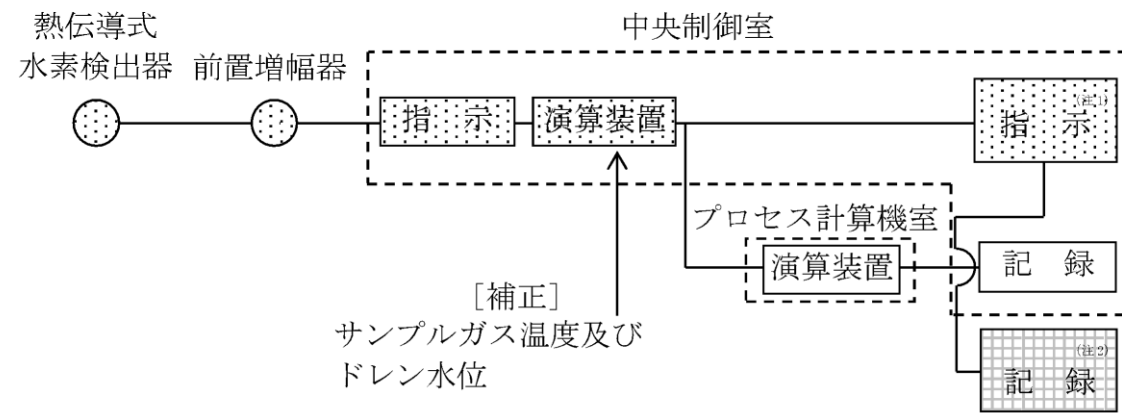 熱伝導式
水素検出器
前置増幅器
中央制御室
指 示
演算装置
指 示
(注1)
プロセス計算機室
演算装置
記 録
[補正]
サンプルガス温度及び
ドレン水位
記 録
(注2)